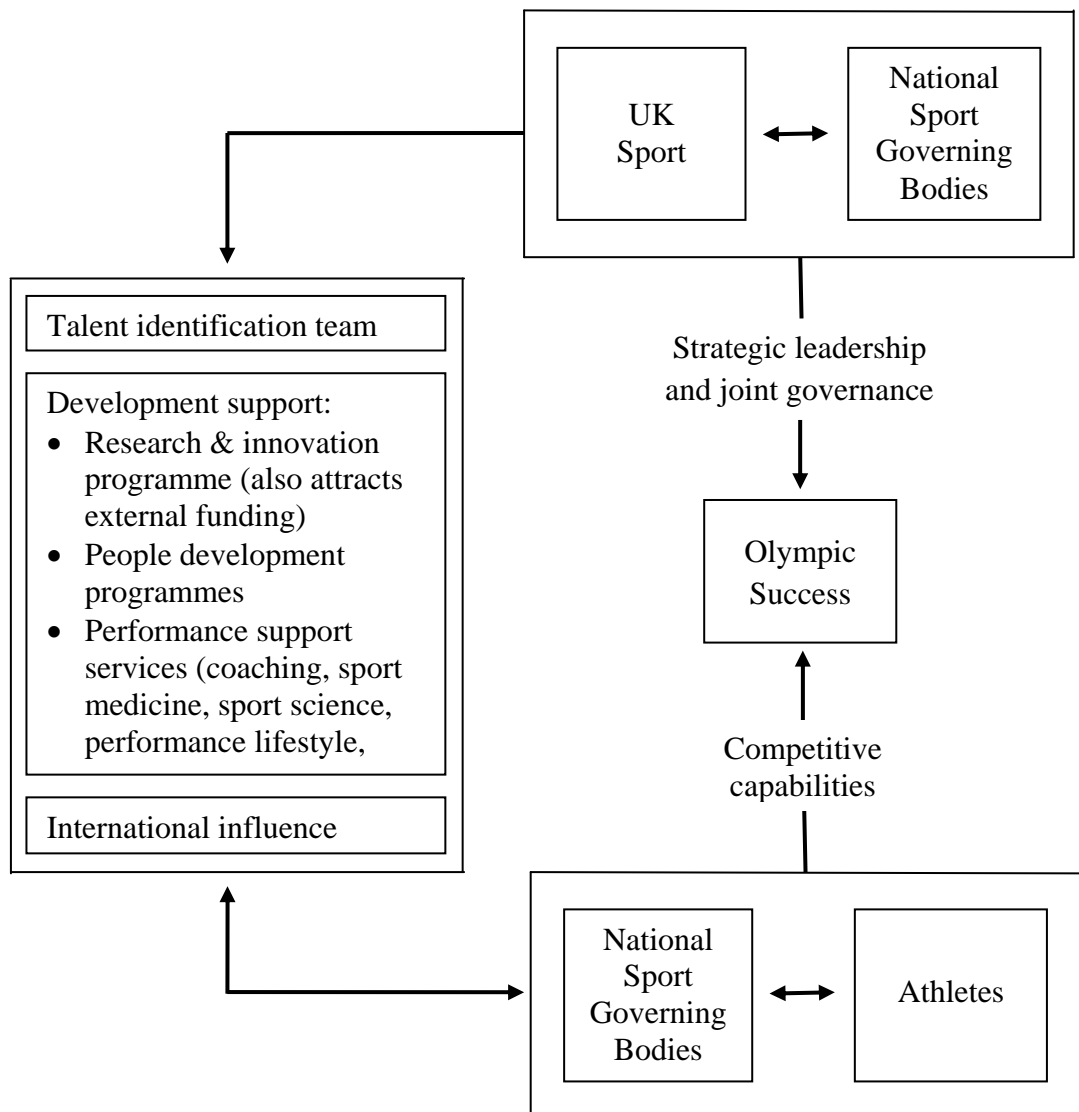 UK
Sport
National
Sport
Governing
Bodies
Talent identification team
Development support:
• Research & innovation
programme (also attracts
external funding)
• People development
programmes
• Performance support
services (coaching, sport
medicine, sport science,
performance lifestyle,
International influence
Strategic leadership
and joint governance
Olympic
Success
Competitive
capabilities
National
Sport
Governing
Bodies
Athletes